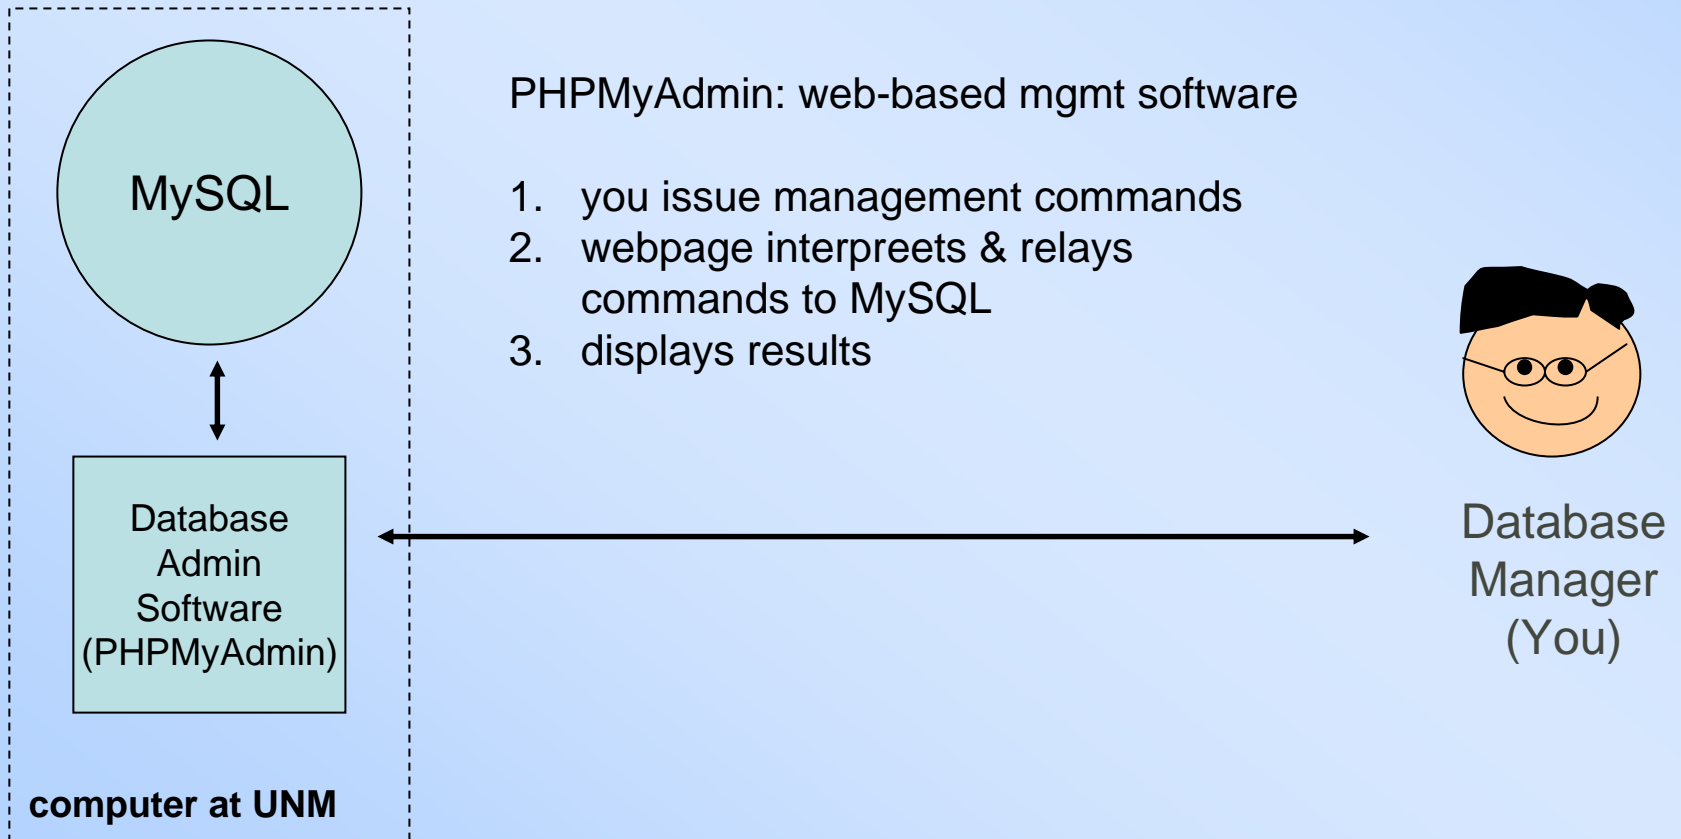 MySQL
PHPMyAdmin: web-based mgmt software
1. you issue management commands
2. webpage interpreets & relays
commands to MySQL
3. displays results
Database
Admin
Software
(PHPMyAdmin)
Database
Manager
(You)
computer at UNM